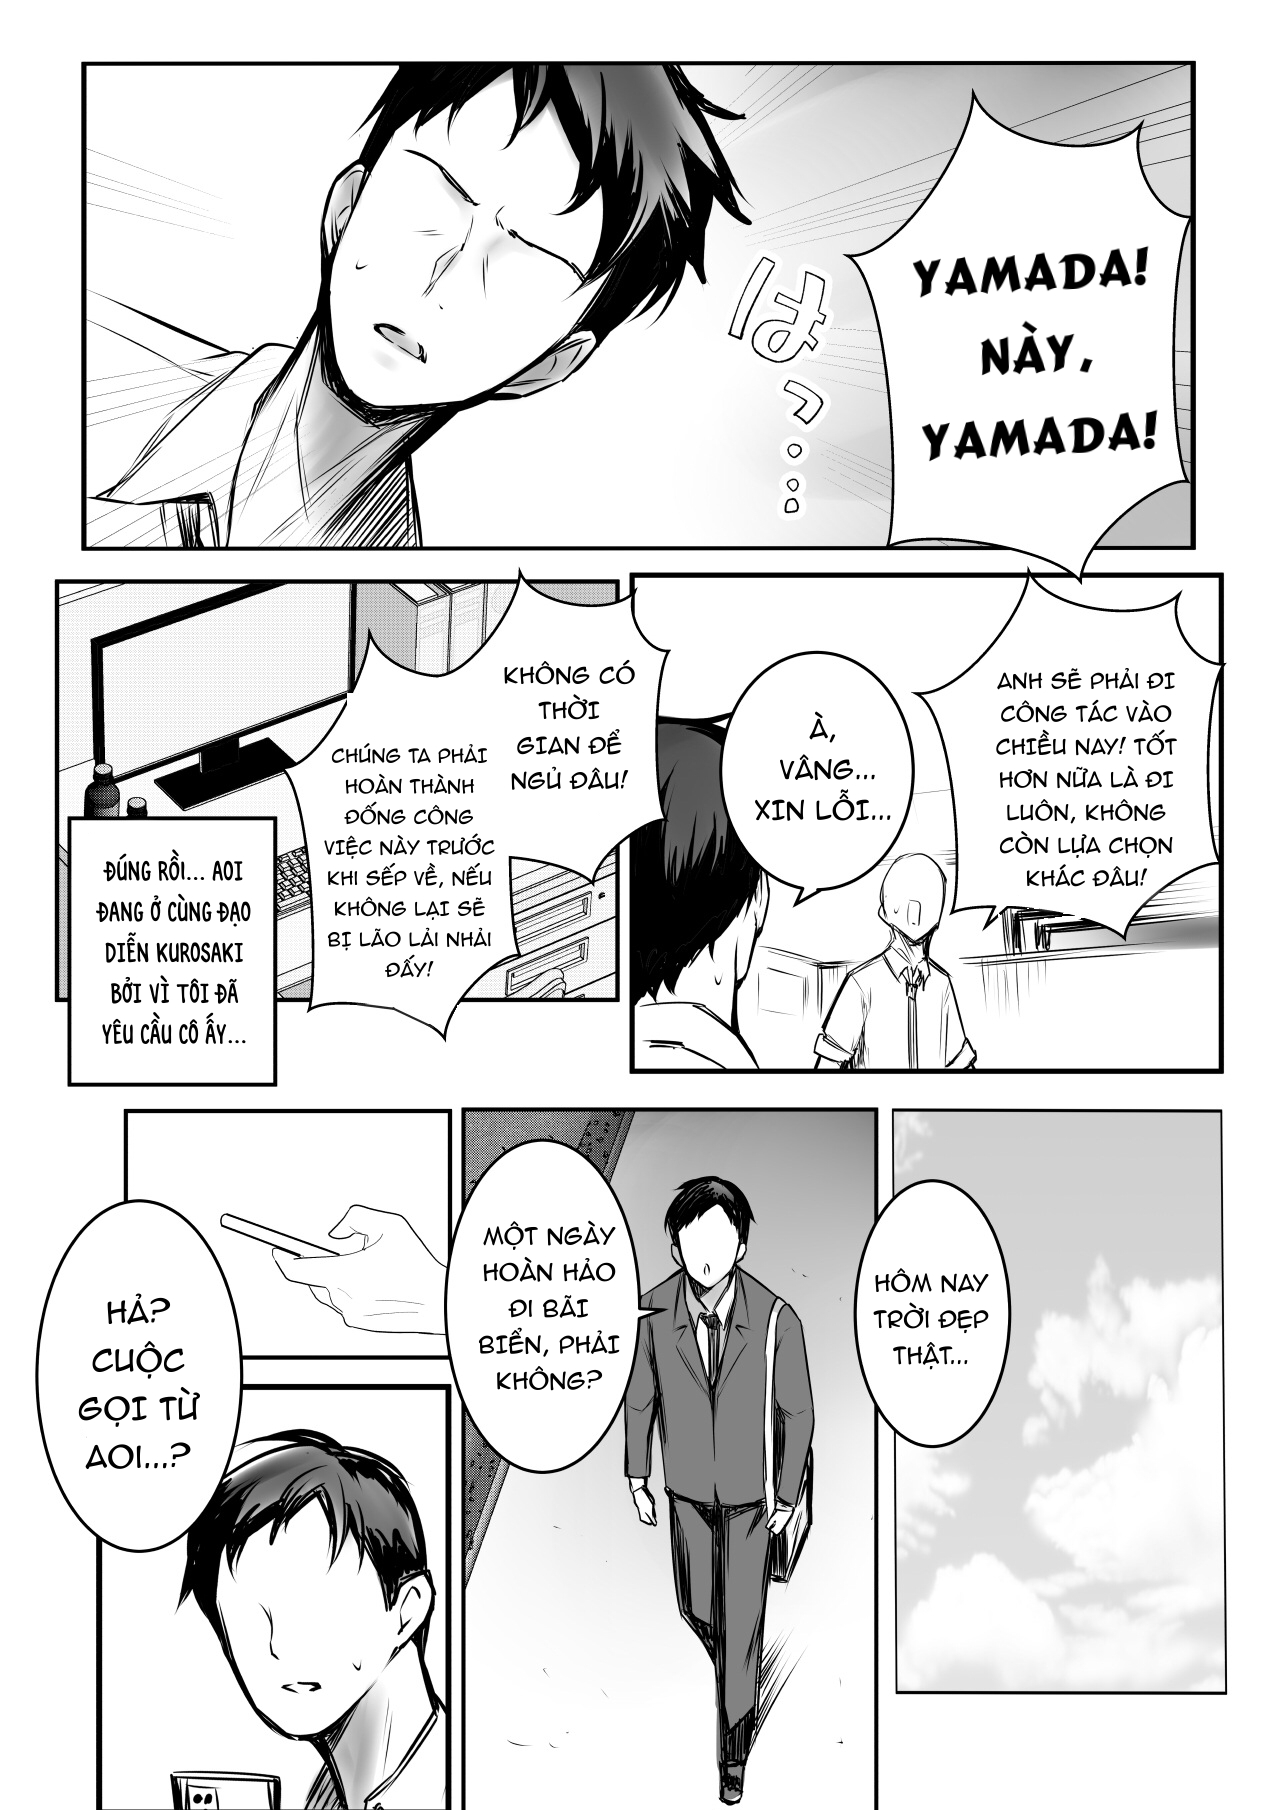 YAMADA!
NÀY,
YAMADA!
はっ...
ANH SẼ PHẢI ĐI
CÔNG TÁC VÀO
CHIỀU NAY! TỐT
HƠN NỮA LÀ ĐI
LUÔN, KHÔNG
CÒN LỰA CHỌN
KHÁC ĐÂU!
À,
VÂNG...
XIN LỖI...
KHÔNG CÓ
THỜI
GIAN ĐỂ
NGỦ ĐÂU!
CHÚNG TA PHẢI
HOÀN THÀNH
ĐỐNG CÔNG
VIỆC NÀY TRƯỚC
KHI SẾP VỀ, NẾU
KHÔNG LẠI SẼ
BỊ LÃO LẢI NHẢI
ĐẤY!
ĐÚNG RỒI... AOI
ĐANG Ở CÙNG ĐẠO
DIỄN KUROSAKI
BỞI VÌ TÔI ĐÃ
YÊU CẦU CÔ ẤY...
HÔM NAY
TRỜI ĐẸP
THẬT...
MỘT NGÀY
HOÀN HẢO
ĐI BÃI
BIỂN, PHẢI
KHÔNG?
HẢ?
CUỘC
GỌI TỪ
AOI...?